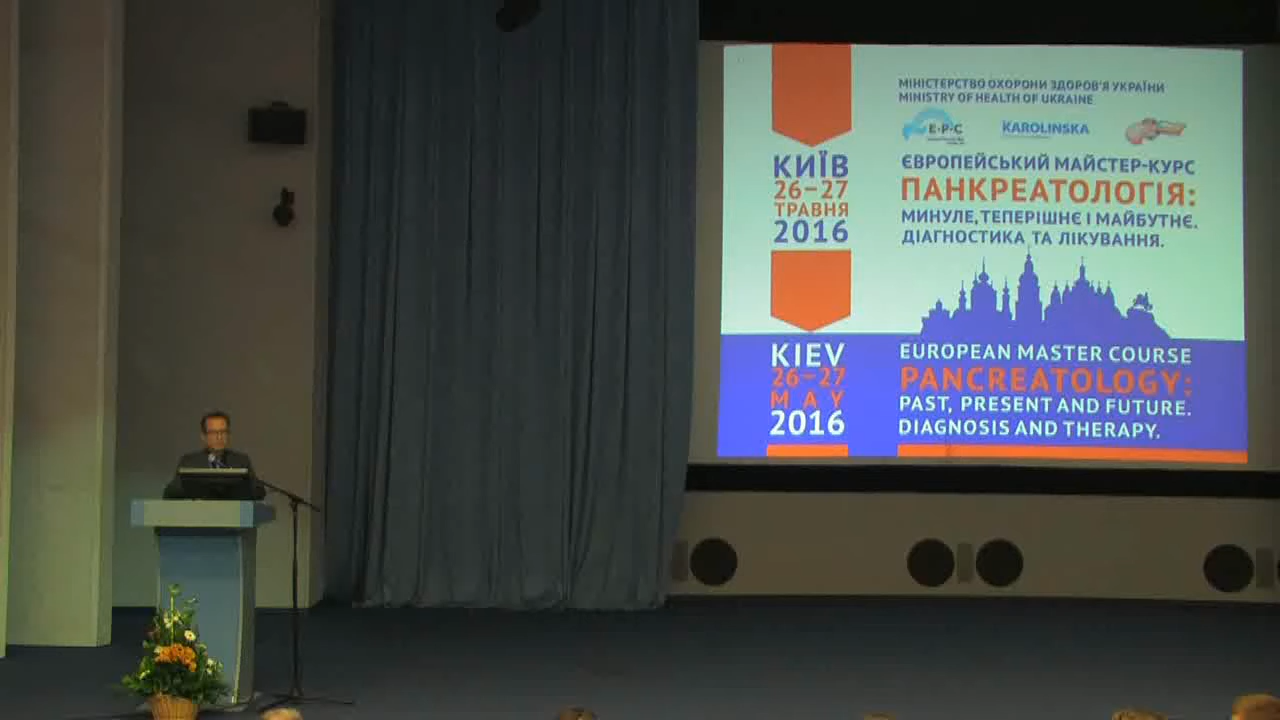 МІНІСТЕРСТВО ОХОРОНИ ЗДОРОВ'Я УКРАЇНИ
MINISTRY OF HEALTH OF UKRAINE
E·P·C
KAROLINSKA
КИЇВ
26–27
ТРАВНЯ
2016
ЄВРОПЕЙСЬКИЙ МАЙСТЕР-КУРС
ПАНКРЕАТОЛОГІЯ:
МИНУЛЕ, ТЕПЕРІШНЄ І МАЙБУТНЄ.
ДІАГНОСТИКА ТА ЛІКУВАННЯ.
KIEV
26–27
MAY
2016
EUROPEAN MASTER COURSE
PANCREATOLOGY:
PAST, PRESENT AND FUTURE.
DIAGNOSIS AND THERAPY.